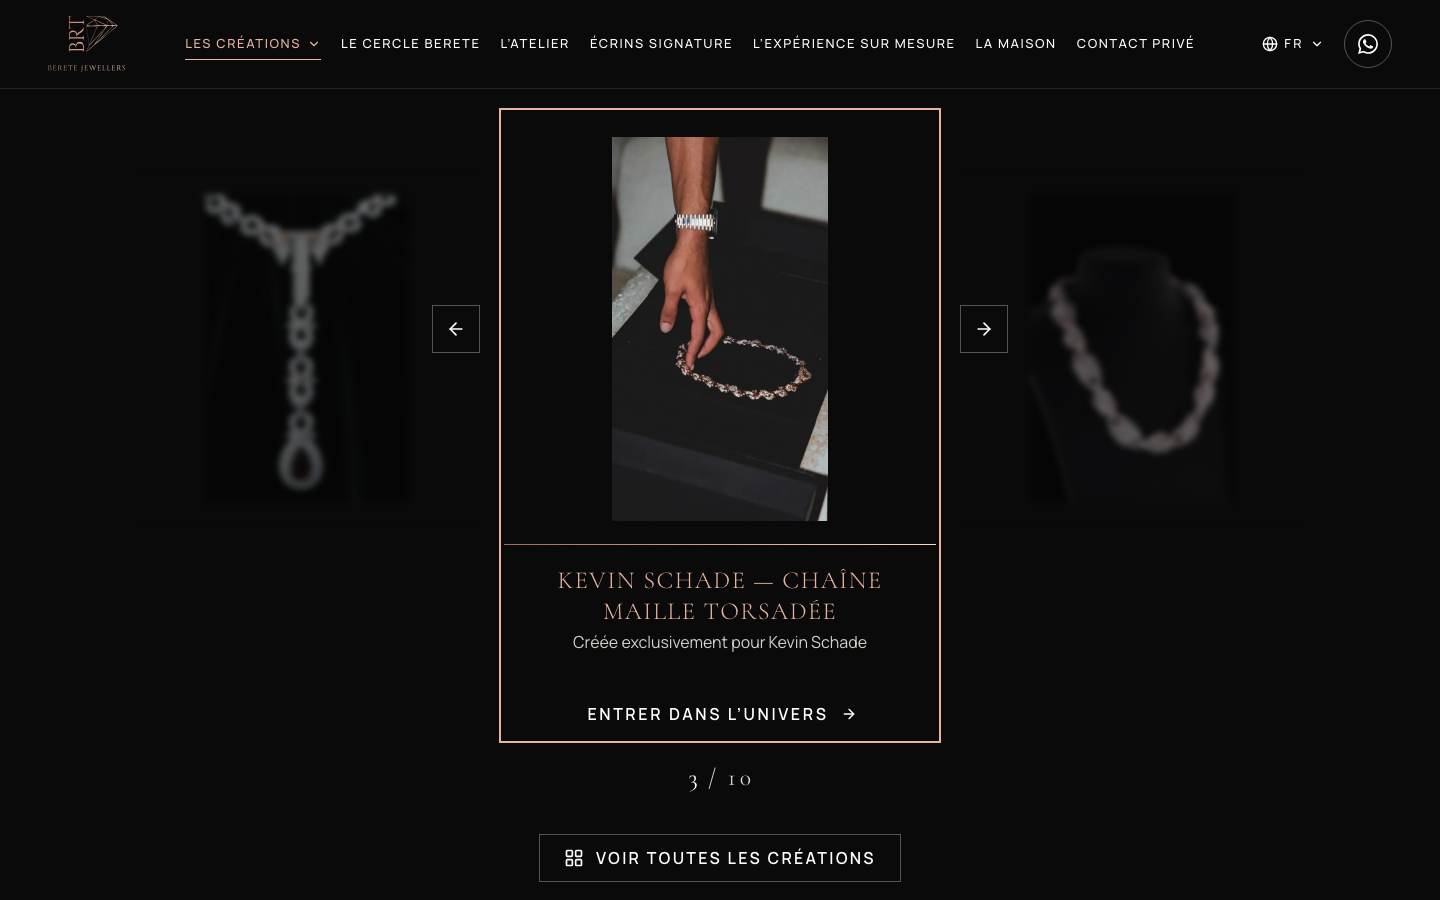 BRT
BERETE JEWELLERS
LES CRÉATIONS
LE CERCLE BERETE
L’ATELIER
ÉCRINS SIGNATURE
L’EXPÉRIENCE SUR MESURE
LA MAISON
CONTACT PRIVÉ
FR
KEVIN SCHADE — CHAÎNE
MAILLE TORSADÉE
Créée exclusivement pour Kevin Schade
ENTRER DANS L’UNIVERS
3 / 10
VOIR TOUTES LES CRÉATIONS